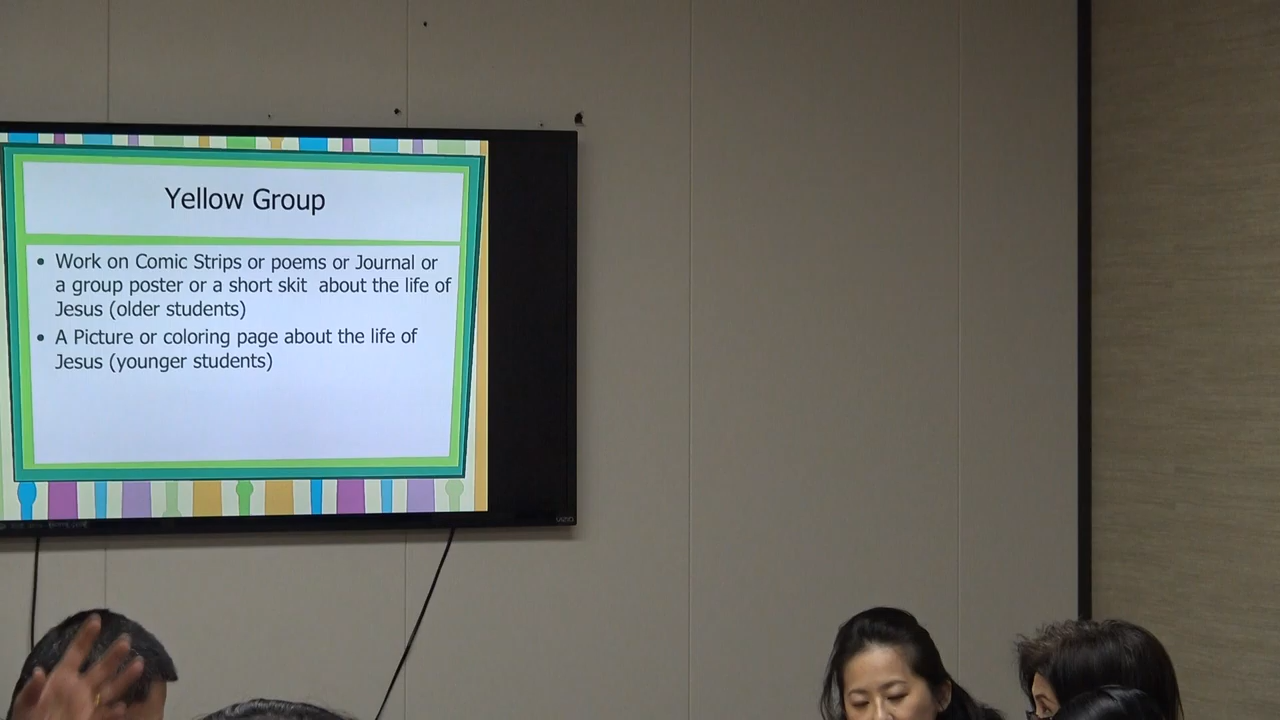 Yellow Group
• Work on Comic Strips or poems or Journal or
a group poster or a short skit  about the life of
Jesus (older students)
• A Picture or coloring page about the life of
Jesus (younger students)
VIZIO